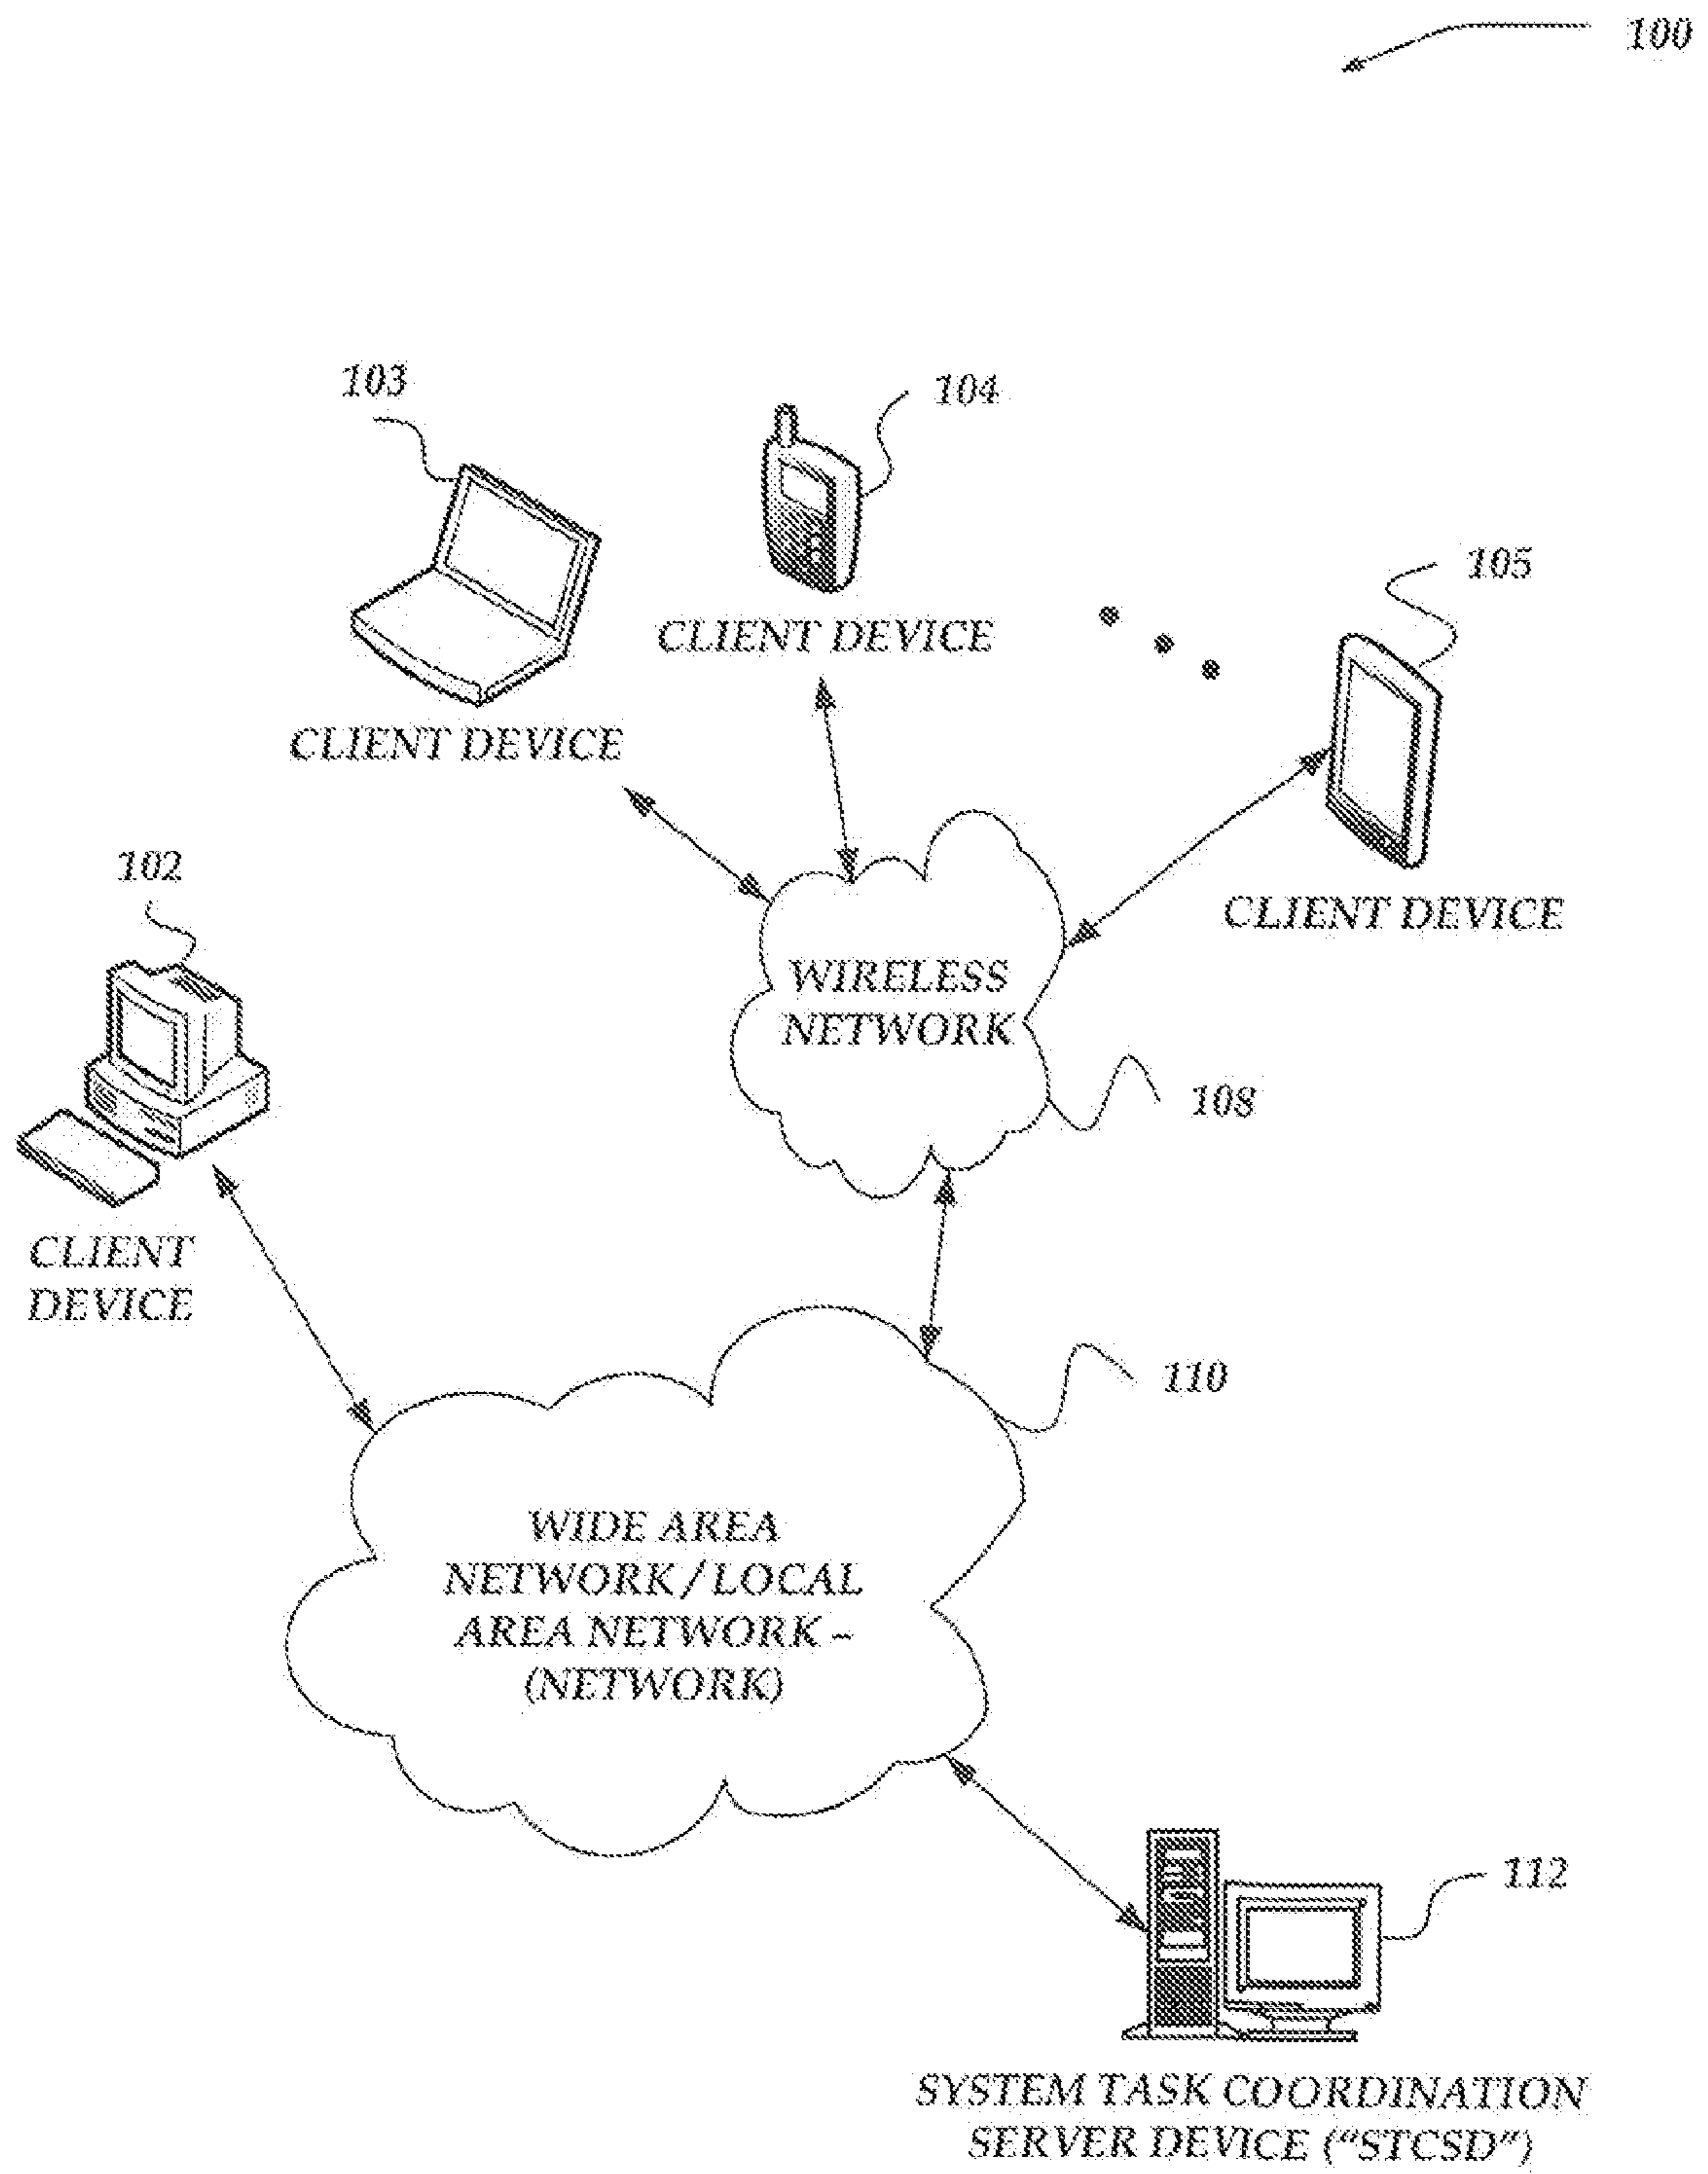 100
103
104
CLIENT DEVICE
105
CLIENT DEVICE
CLIENT DEVICE
102
WIRELESS
NETWORK
108
CLIENT
DEVICE
110
WIDE AREA
NETWORK / LOCAL
AREA NETWORK –
(NETWORK)
112
SYSTEM TASK COORDINATION
SERVER DEVICE (“STCSD”)